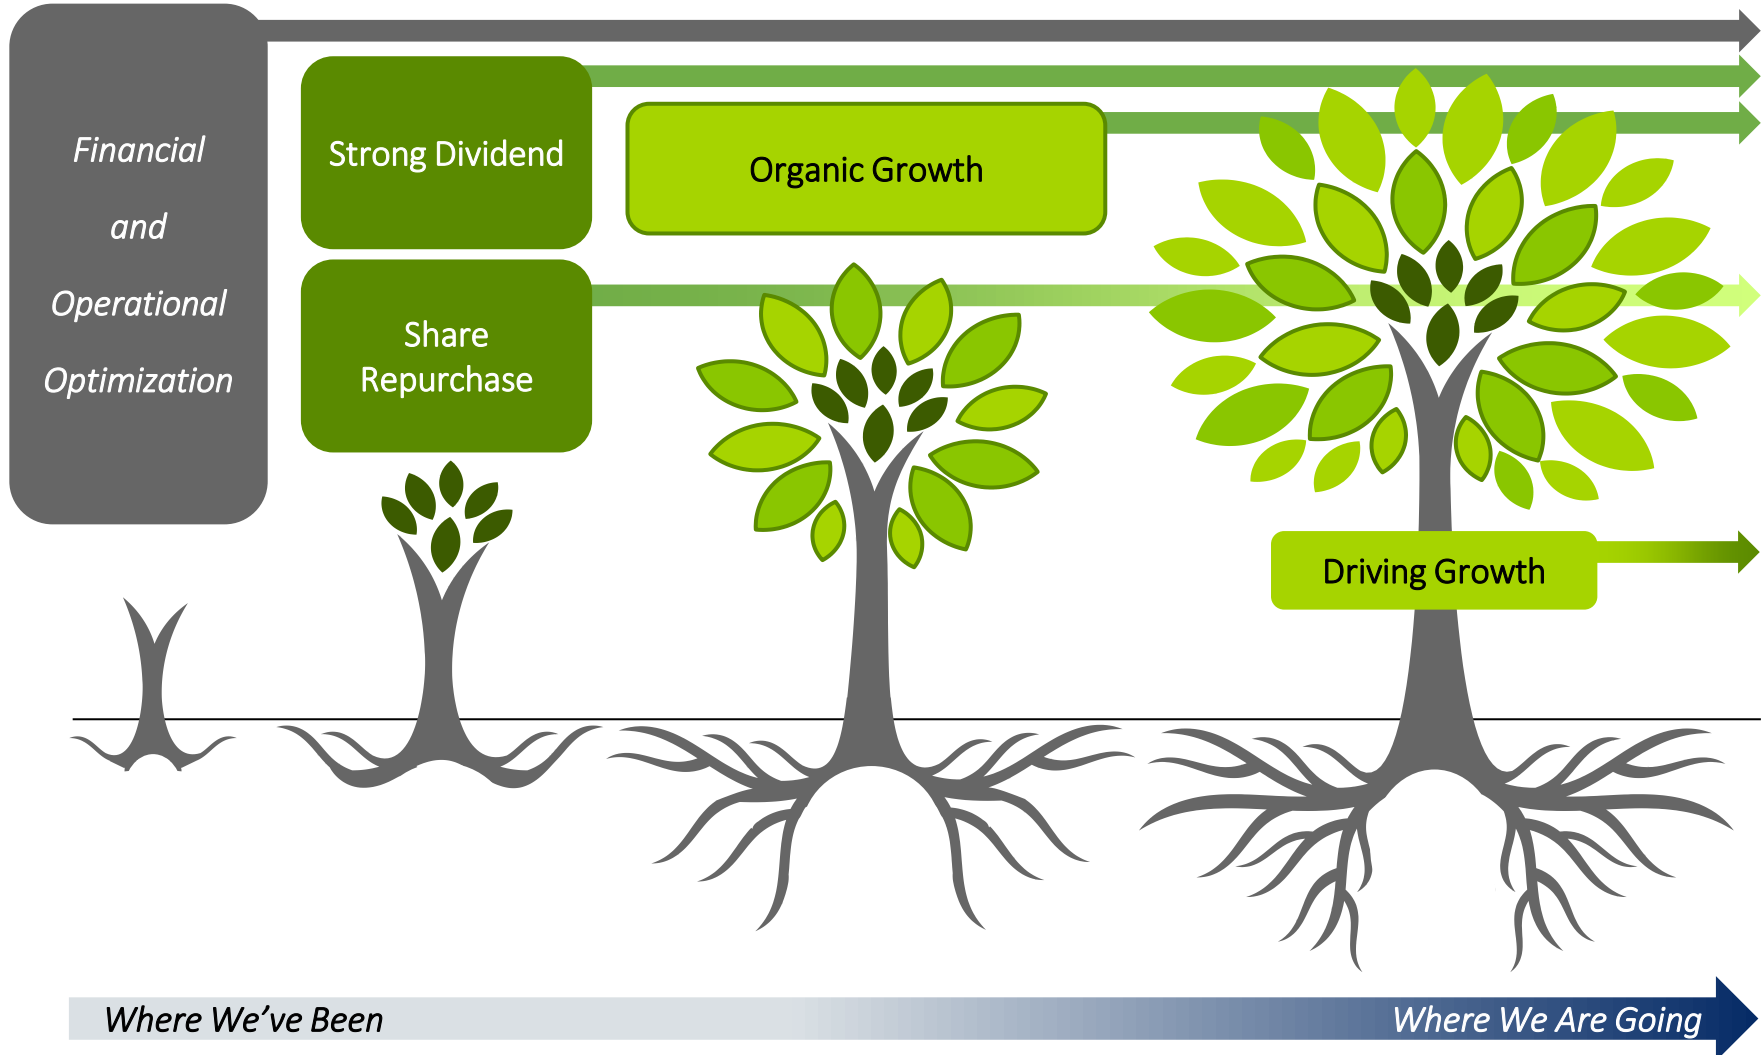 Financial
and
Operational
Optimization
Strong Dividend
Organic Growth
Share
Repurchase
Driving Growth
Where We've Been
Where We Are Going